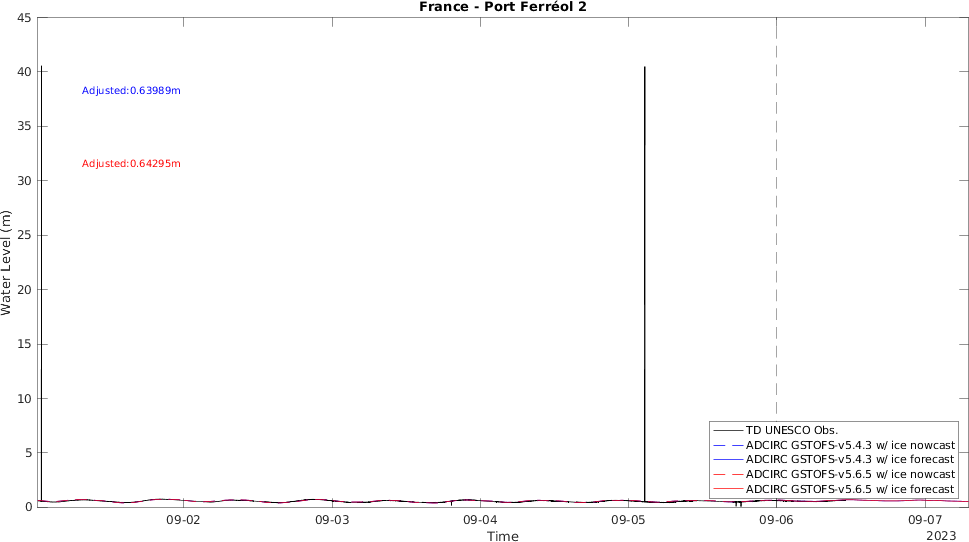 France - Port Ferréol 2
45
40
35
30
25
20
15
10
5
0
Water Level (m)
Adjusted:0.63989m
Adjusted:0.64295m
TD UNESCO Obs.
ADCIRC GSTOFS-v5.4.3 w/ ice nowcast
ADCIRC GSTOFS-v5.4.3 w/ ice forecast
ADCIRC GSTOFS-v5.6.5 w/ ice nowcast
ADCIRC GSTOFS-v5.6.5 w/ ice forecast
09-02 09-03 09-04 09-05 09-06 09-07
Time
2023